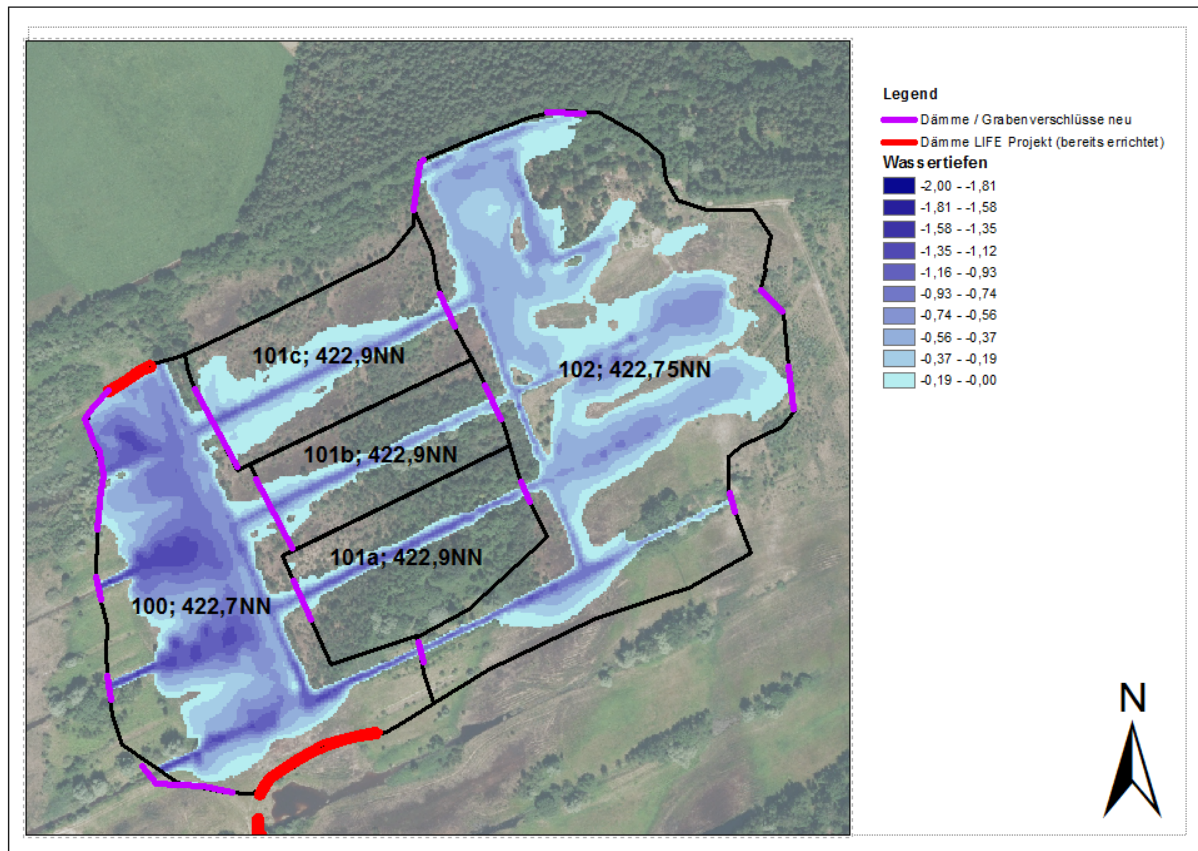 Legend
Dämme / Grabenverschlüsse neu
Dämme LIFE Projekt (bereits errichtet)
Wassertiefen
-2,00 - -1,81
-1,81 - -1,58
-1,58 - -1,35
-1,35 - -1,12
-1,16 - -0,93
-0,93 - -0,74
-0,74 - -0,56
-0,56 - -0,37
-0,37 - -0,19
-0,19 - -0,00
101c; 422,9NN
102; 422,75NN
101b; 422,9NN
101a; 422,9NN
100; 422,7NN
N